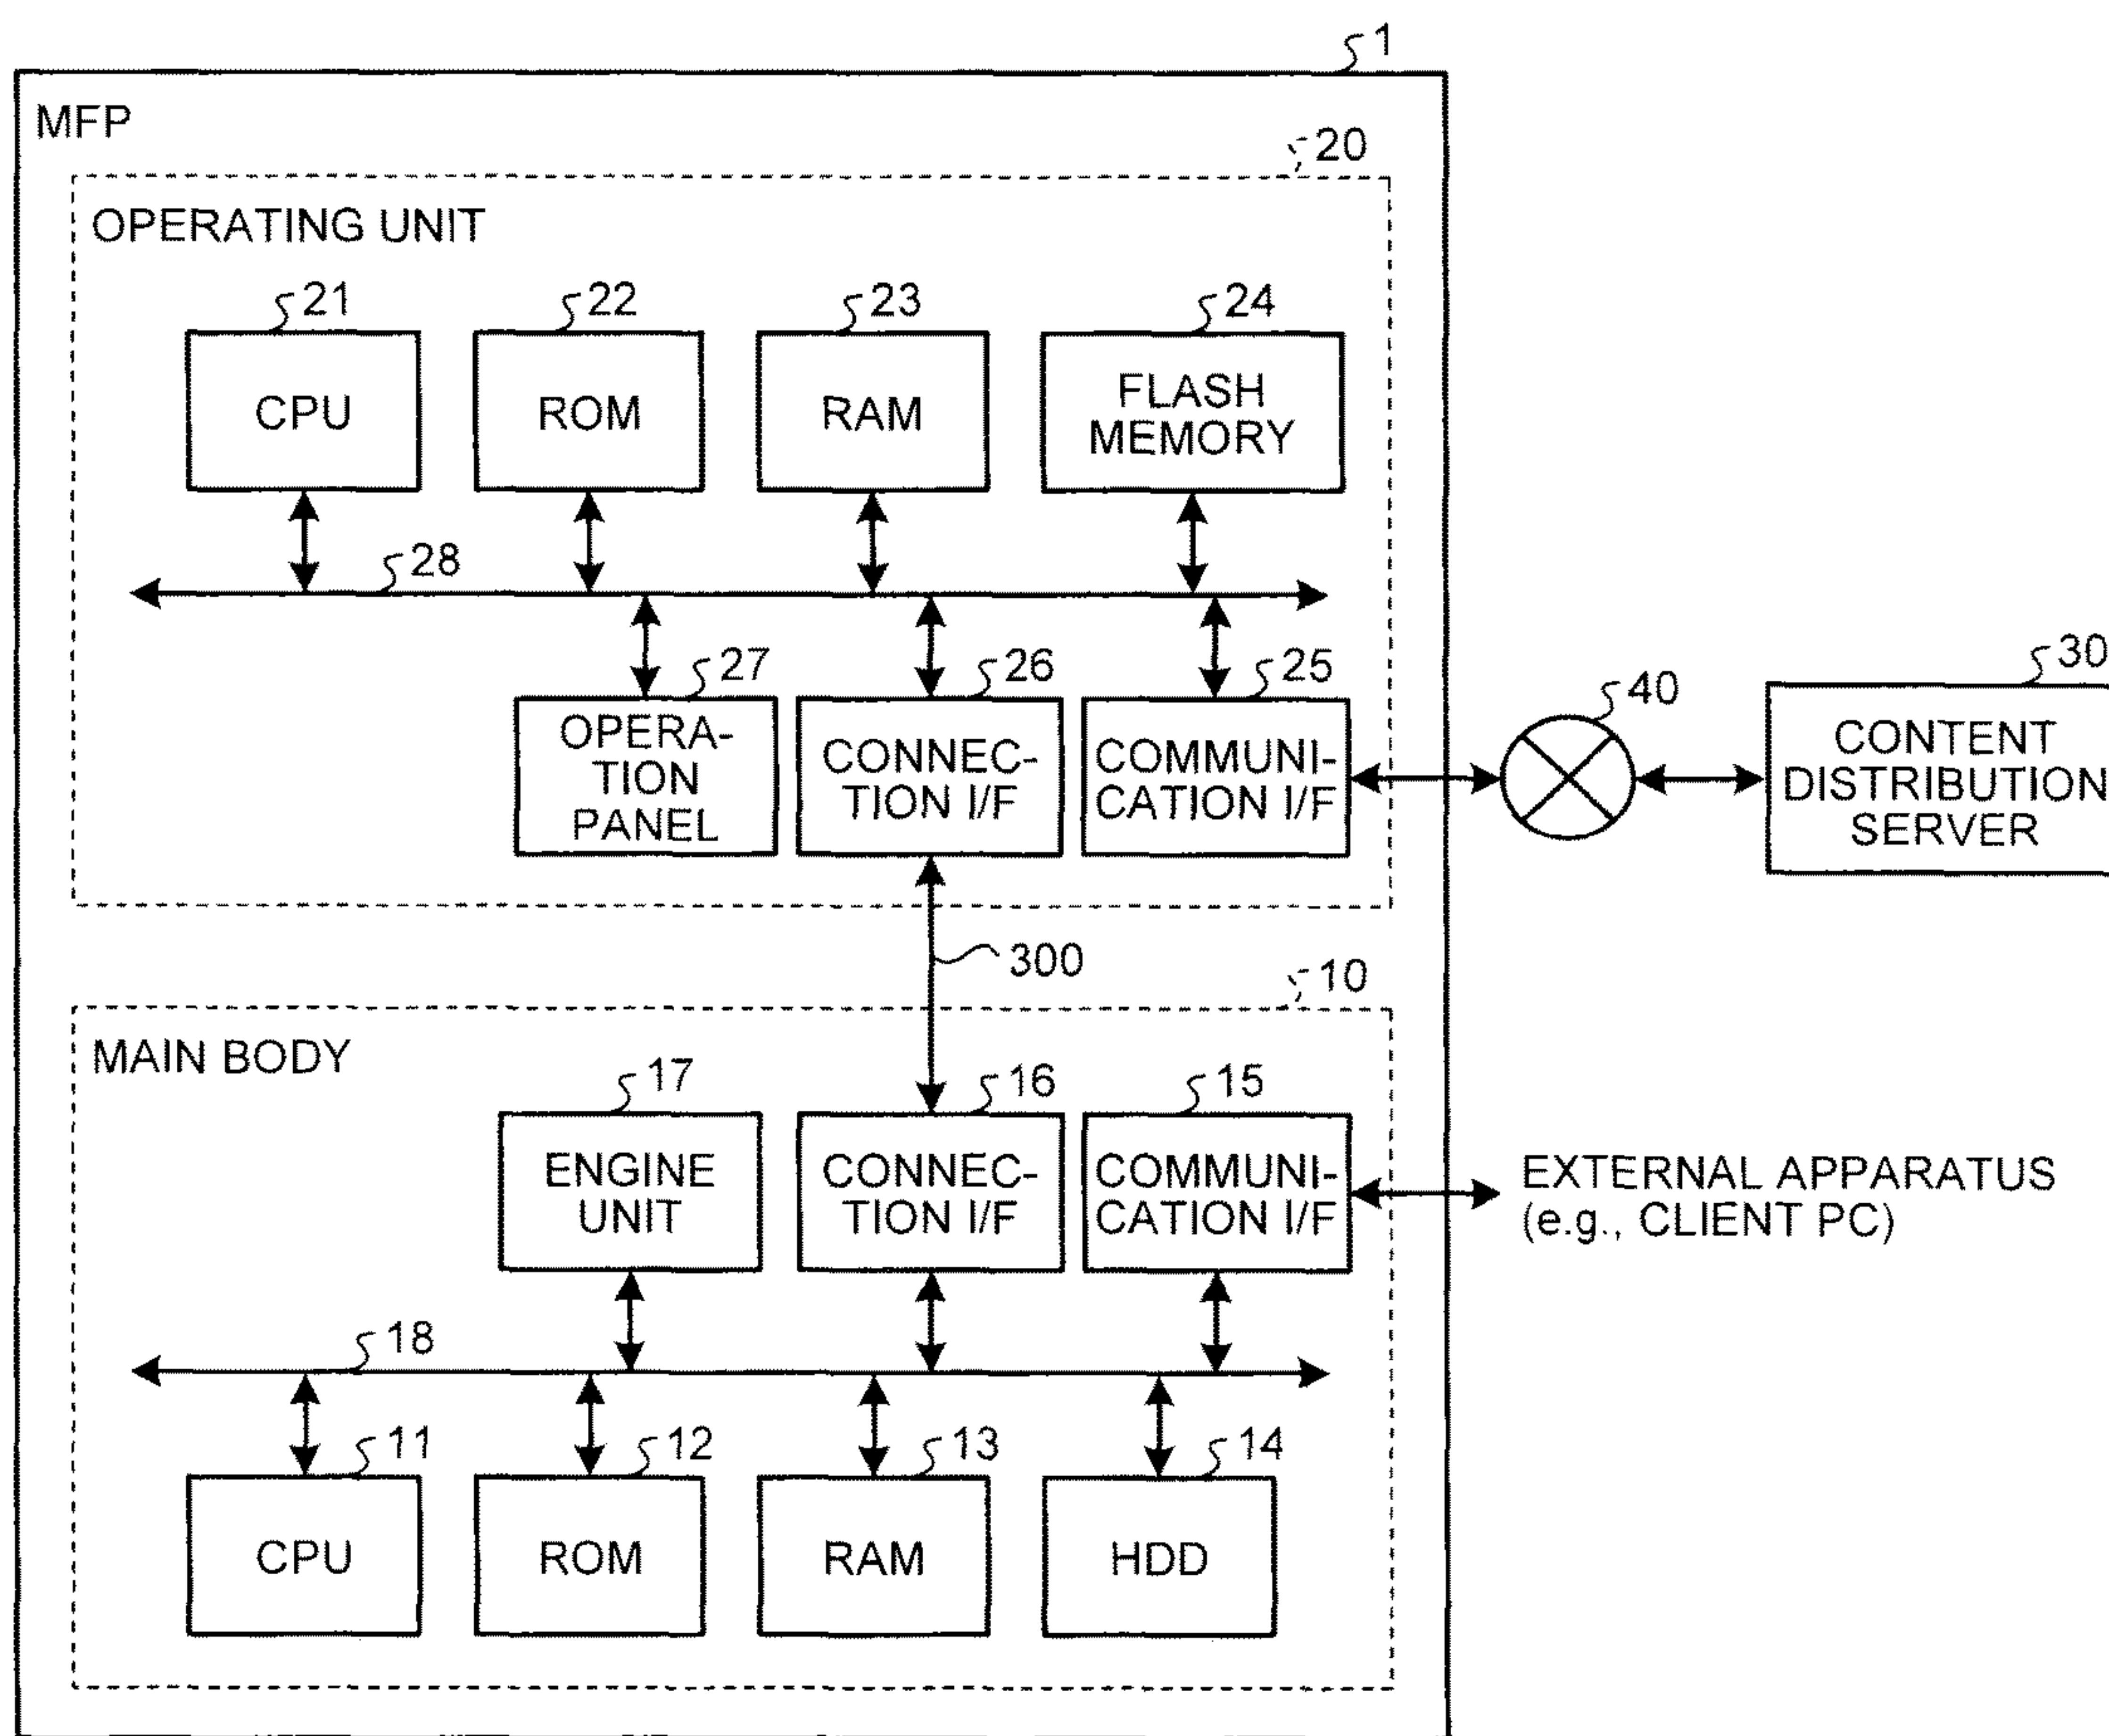 1
MFP
20
OPERATING UNIT
21
22
23
24
CPU
ROM
RAM
FLASH
MEMORY
28
27
26
25
40
30
OPERA-
TION
PANEL
CONNEC-
TION I/F
COMMUNI-
CATION I/F
CONTENT
DISTRIBUTION
SERVER
300
10
MAIN BODY
17
16
15
ENGINE
UNIT
CONNEC-
TION I/F
COMMUNI-
CATION I/F
EXTERNAL APPARATUS
(e.g., CLIENT PC)
18
11
12
13
14
CPU
ROM
RAM
HDD